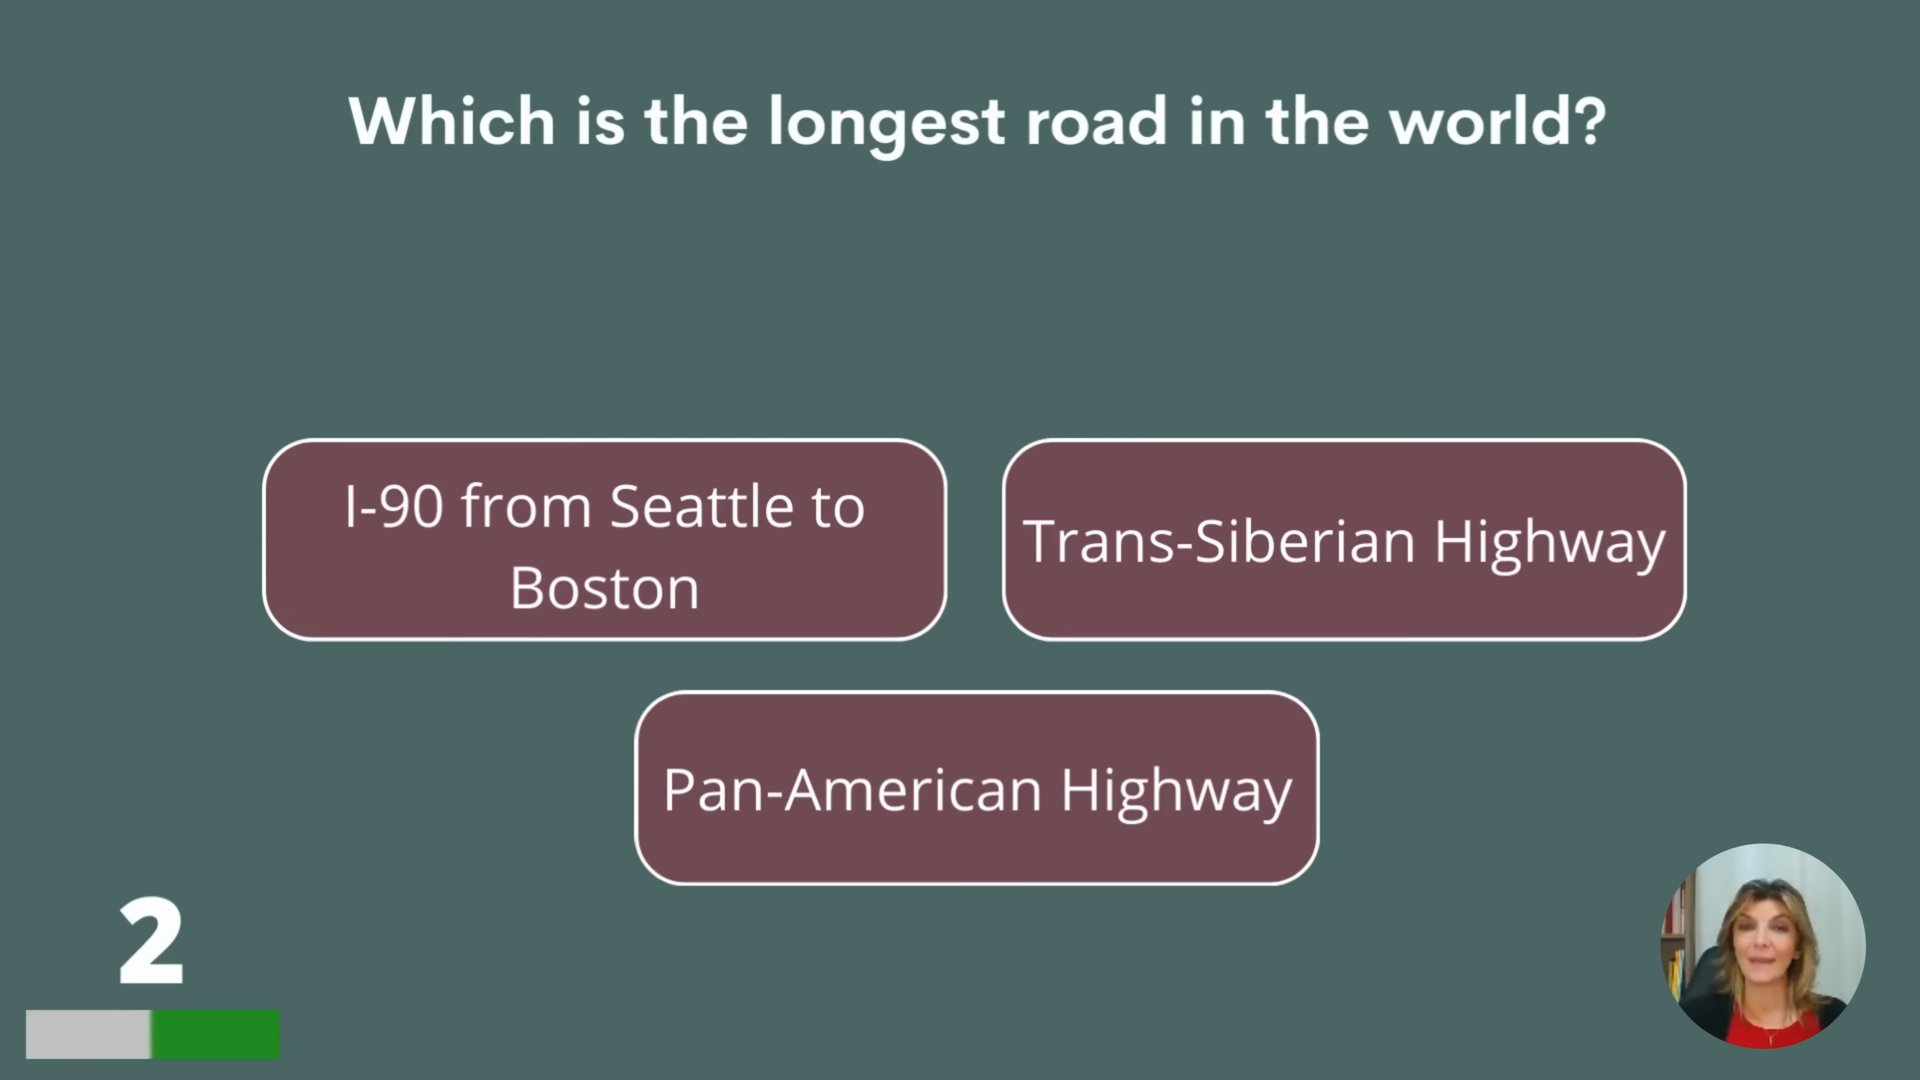 Which is the longest road in the world?
I-90 from Seattle to
Boston
Trans-Siberian Highway
Pan-American Highway
2